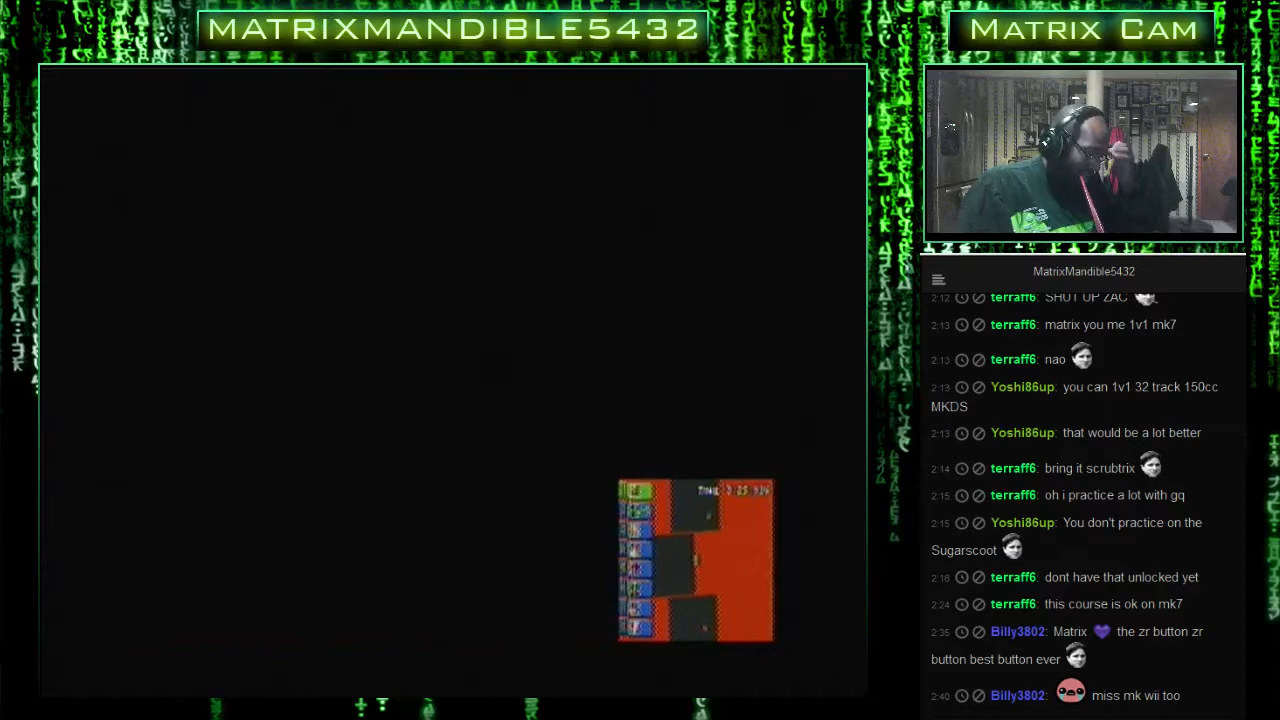 MATRIXMANDIBLE5432
Matrix Cam
MatrixMandible5432
2:12 terraff6: SHUT UP ZAC
2:13 terraff6: matrix you me 1v1 mk7
2:13 terraff6: nao
2:13 Yoshi86up: you can 1v1 32 track 150cc
MKDS
2:13 Yoshi86up: that would be a lot better
2:14 terraff6: bring it scrubtrix
2:15 terraff6: oh i practice a lot with gq
2:15 Yoshi86up: You don't practice on the
Sugarscoot
2:16 terraff6: dont have that unlocked yet
2:24 terraff6: this course is ok on mk7
2:35 Billy3802: Matrix the zr button zr
button best button ever
2:40 Billy3802: miss mk wii too
TIME